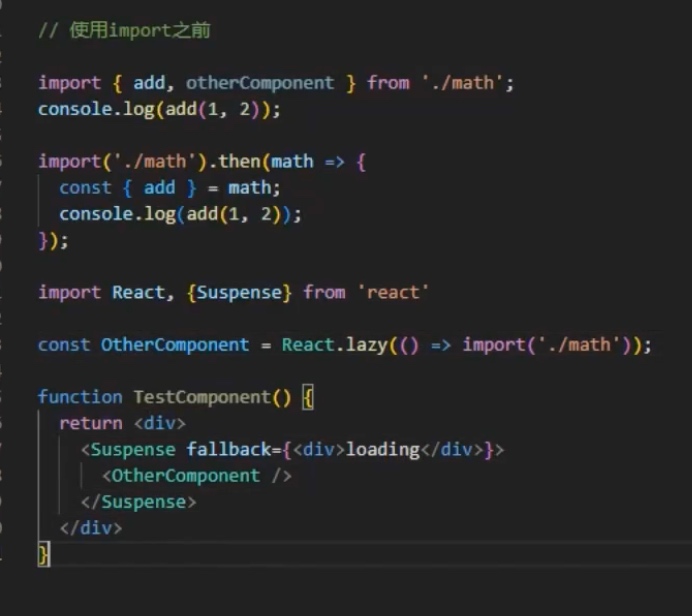 // 使用import之前
import { add, otherComponent } from './math';
console.log(add(1, 2));
import('./math').then(math => {
const { add } = math;
console.log(add(1, 2));
});
import React, {Suspense} from 'react'
const OtherComponent = React.lazy(() => import('./math'));
function TestComponent() {
return <div>
<Suspense fallback={<div>loading</div>}>
<OtherComponent />
</Suspense>
</div>
}